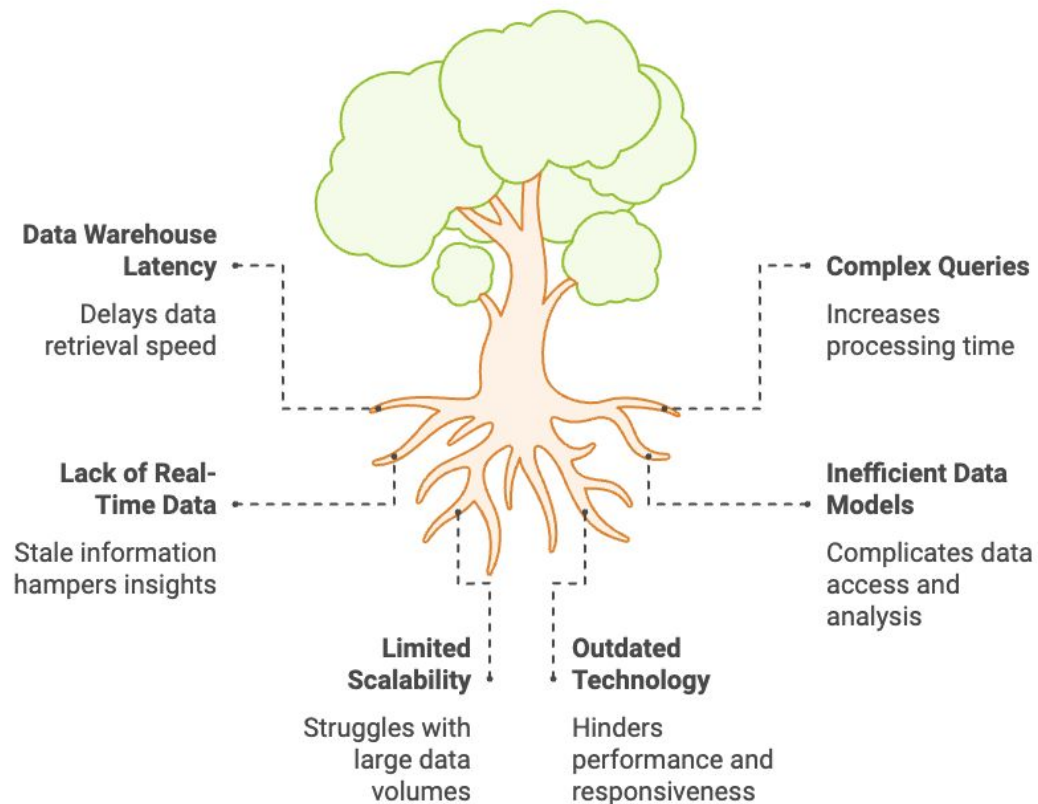 Data Warehouse
Latency
Delays data
retrieval speed
Complex Queries
Increases
processing time
Lack of Real-
Time Data
Stale information
hampers insights
Inefficient Data
Models
Complicates data
access and
analysis
Limited
Scalability
Struggles with
large data
volumes
Outdated
Technology
Hinders
performance and
responsiveness